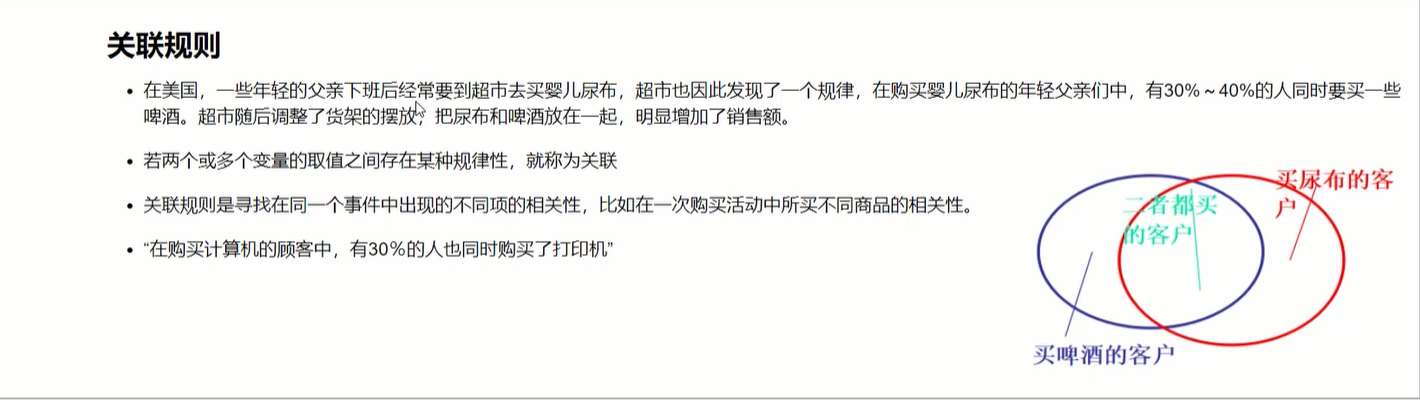 关联规则
在美国，一些年轻的父亲下班后经常要到超市去买婴儿尿布，超市也因此发现了一个规律，在购买婴儿尿布的年轻父亲们中，有30%～40%的人同时要买一些
啤酒。超市随后调整了货架的摆放，把尿布和啤酒放在一起，明显增加了销售额。
若两个或多个变量的取值之间存在某种规律性，就称为关联
关联规则是寻找在同一个事件中出现的不同项的相关性，比如在一次购买活动中所买不同商品的相关性。
“在购买计算机的顾客中，有30％的人也同时购买了打印机”
买尿布的客
户
二者都买
的客户
买啤酒的客户